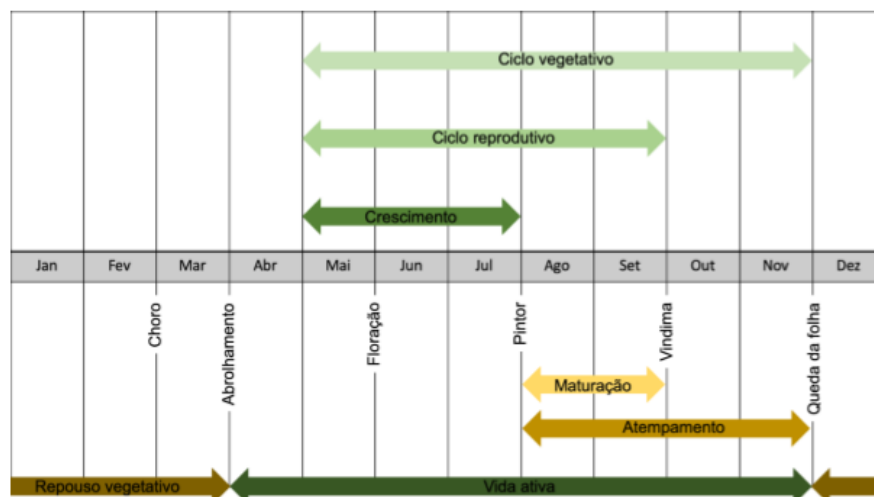 Ciclo vegetativo
Ciclo reprodutivo
Crescimento
Jan Fev Mar Abr Mai Jun Jul Ago Set Out Nov Dez
Choro
Abrolhamento
Floração
Pintor
Vindima
Queda da folha
Maturação
Atempamento
Repouso vegetativo
Vida ativa